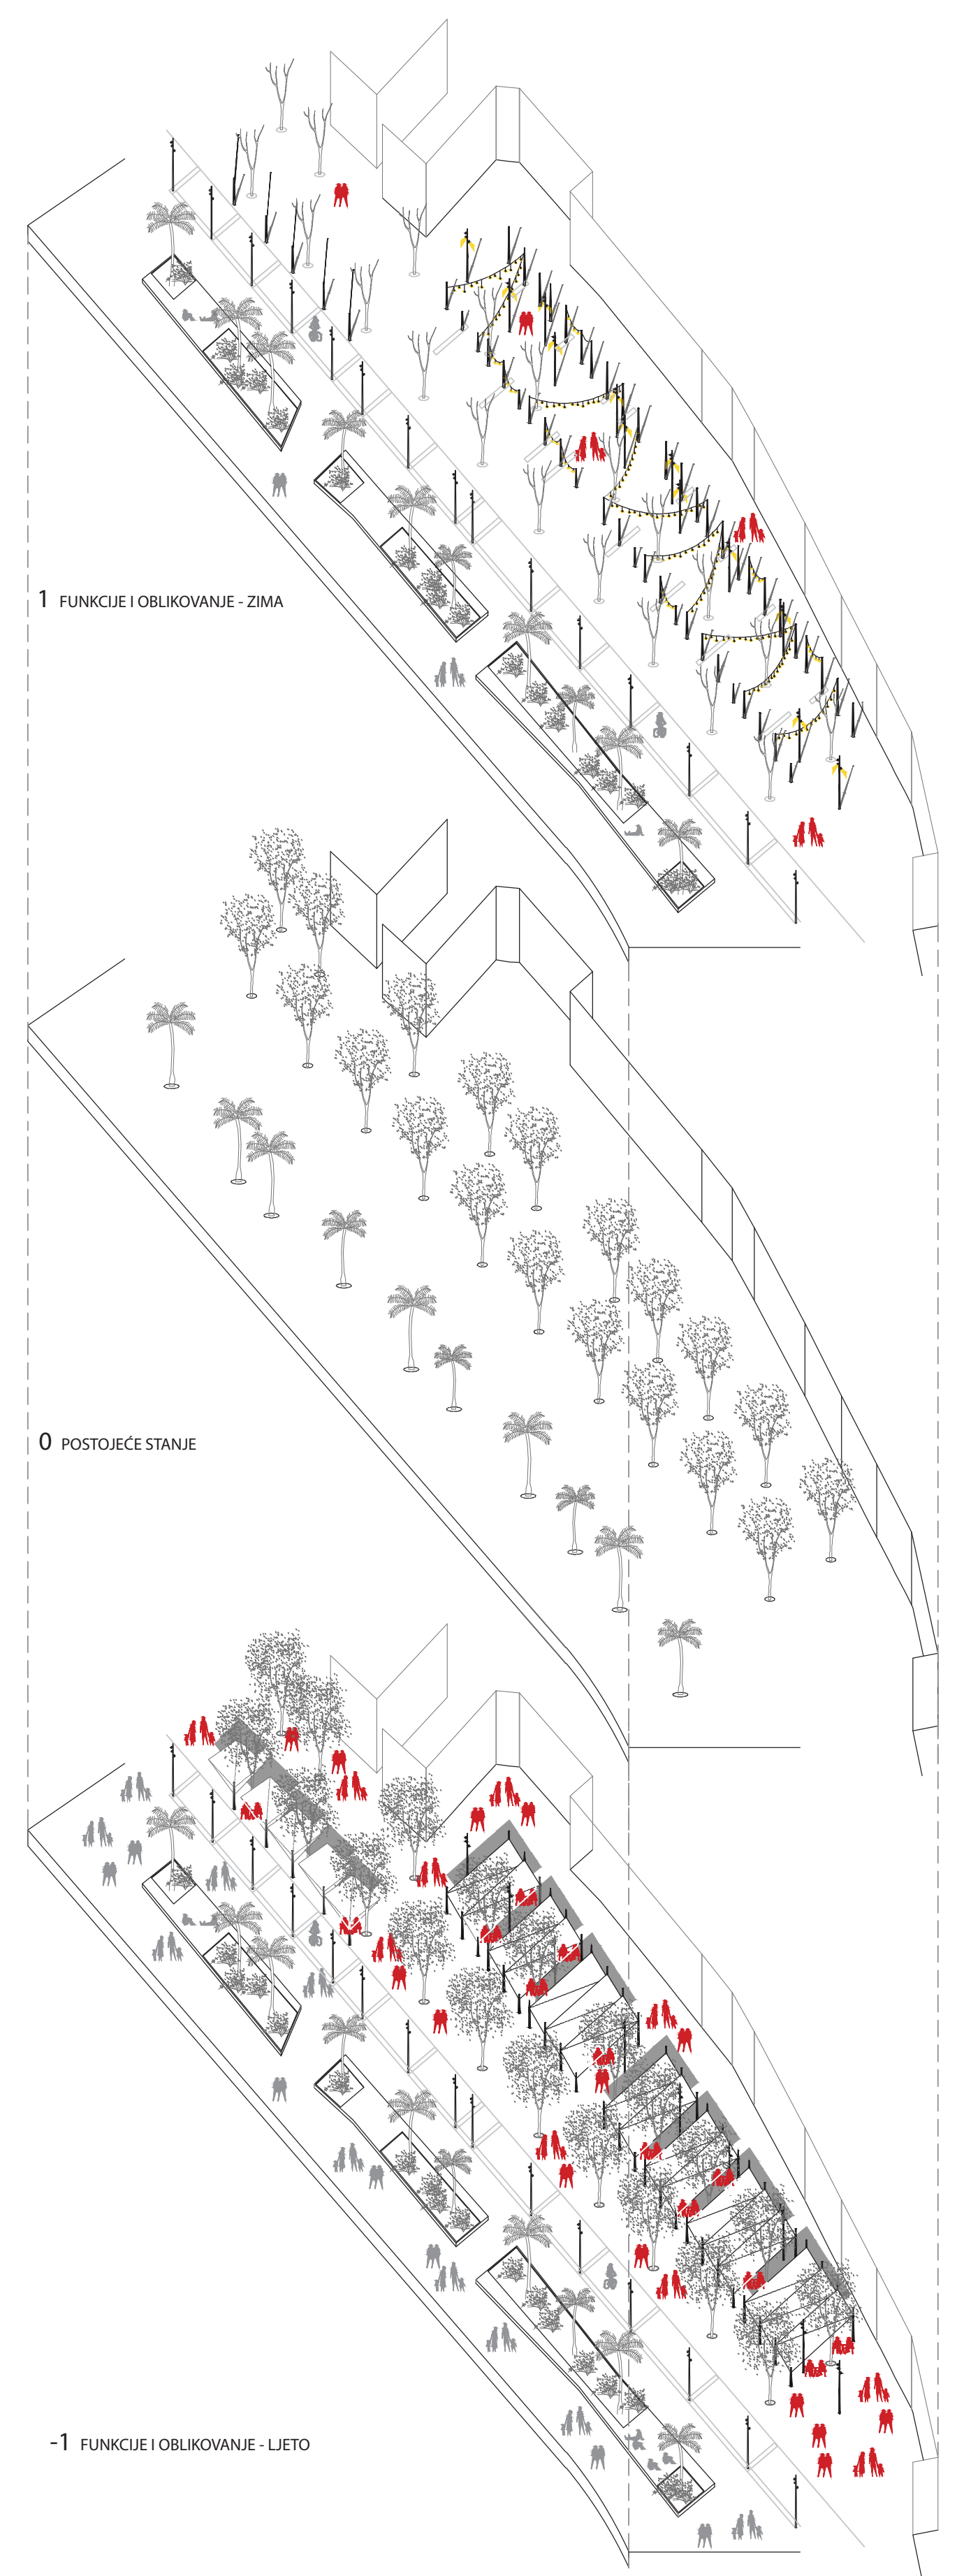 1 FUNKCIJE I OBLIKOVANJE - ZIMA
0 POSTOJEĆE STANJE
-1 FUNKCIJE I OBLIKOVANJE - LJETO